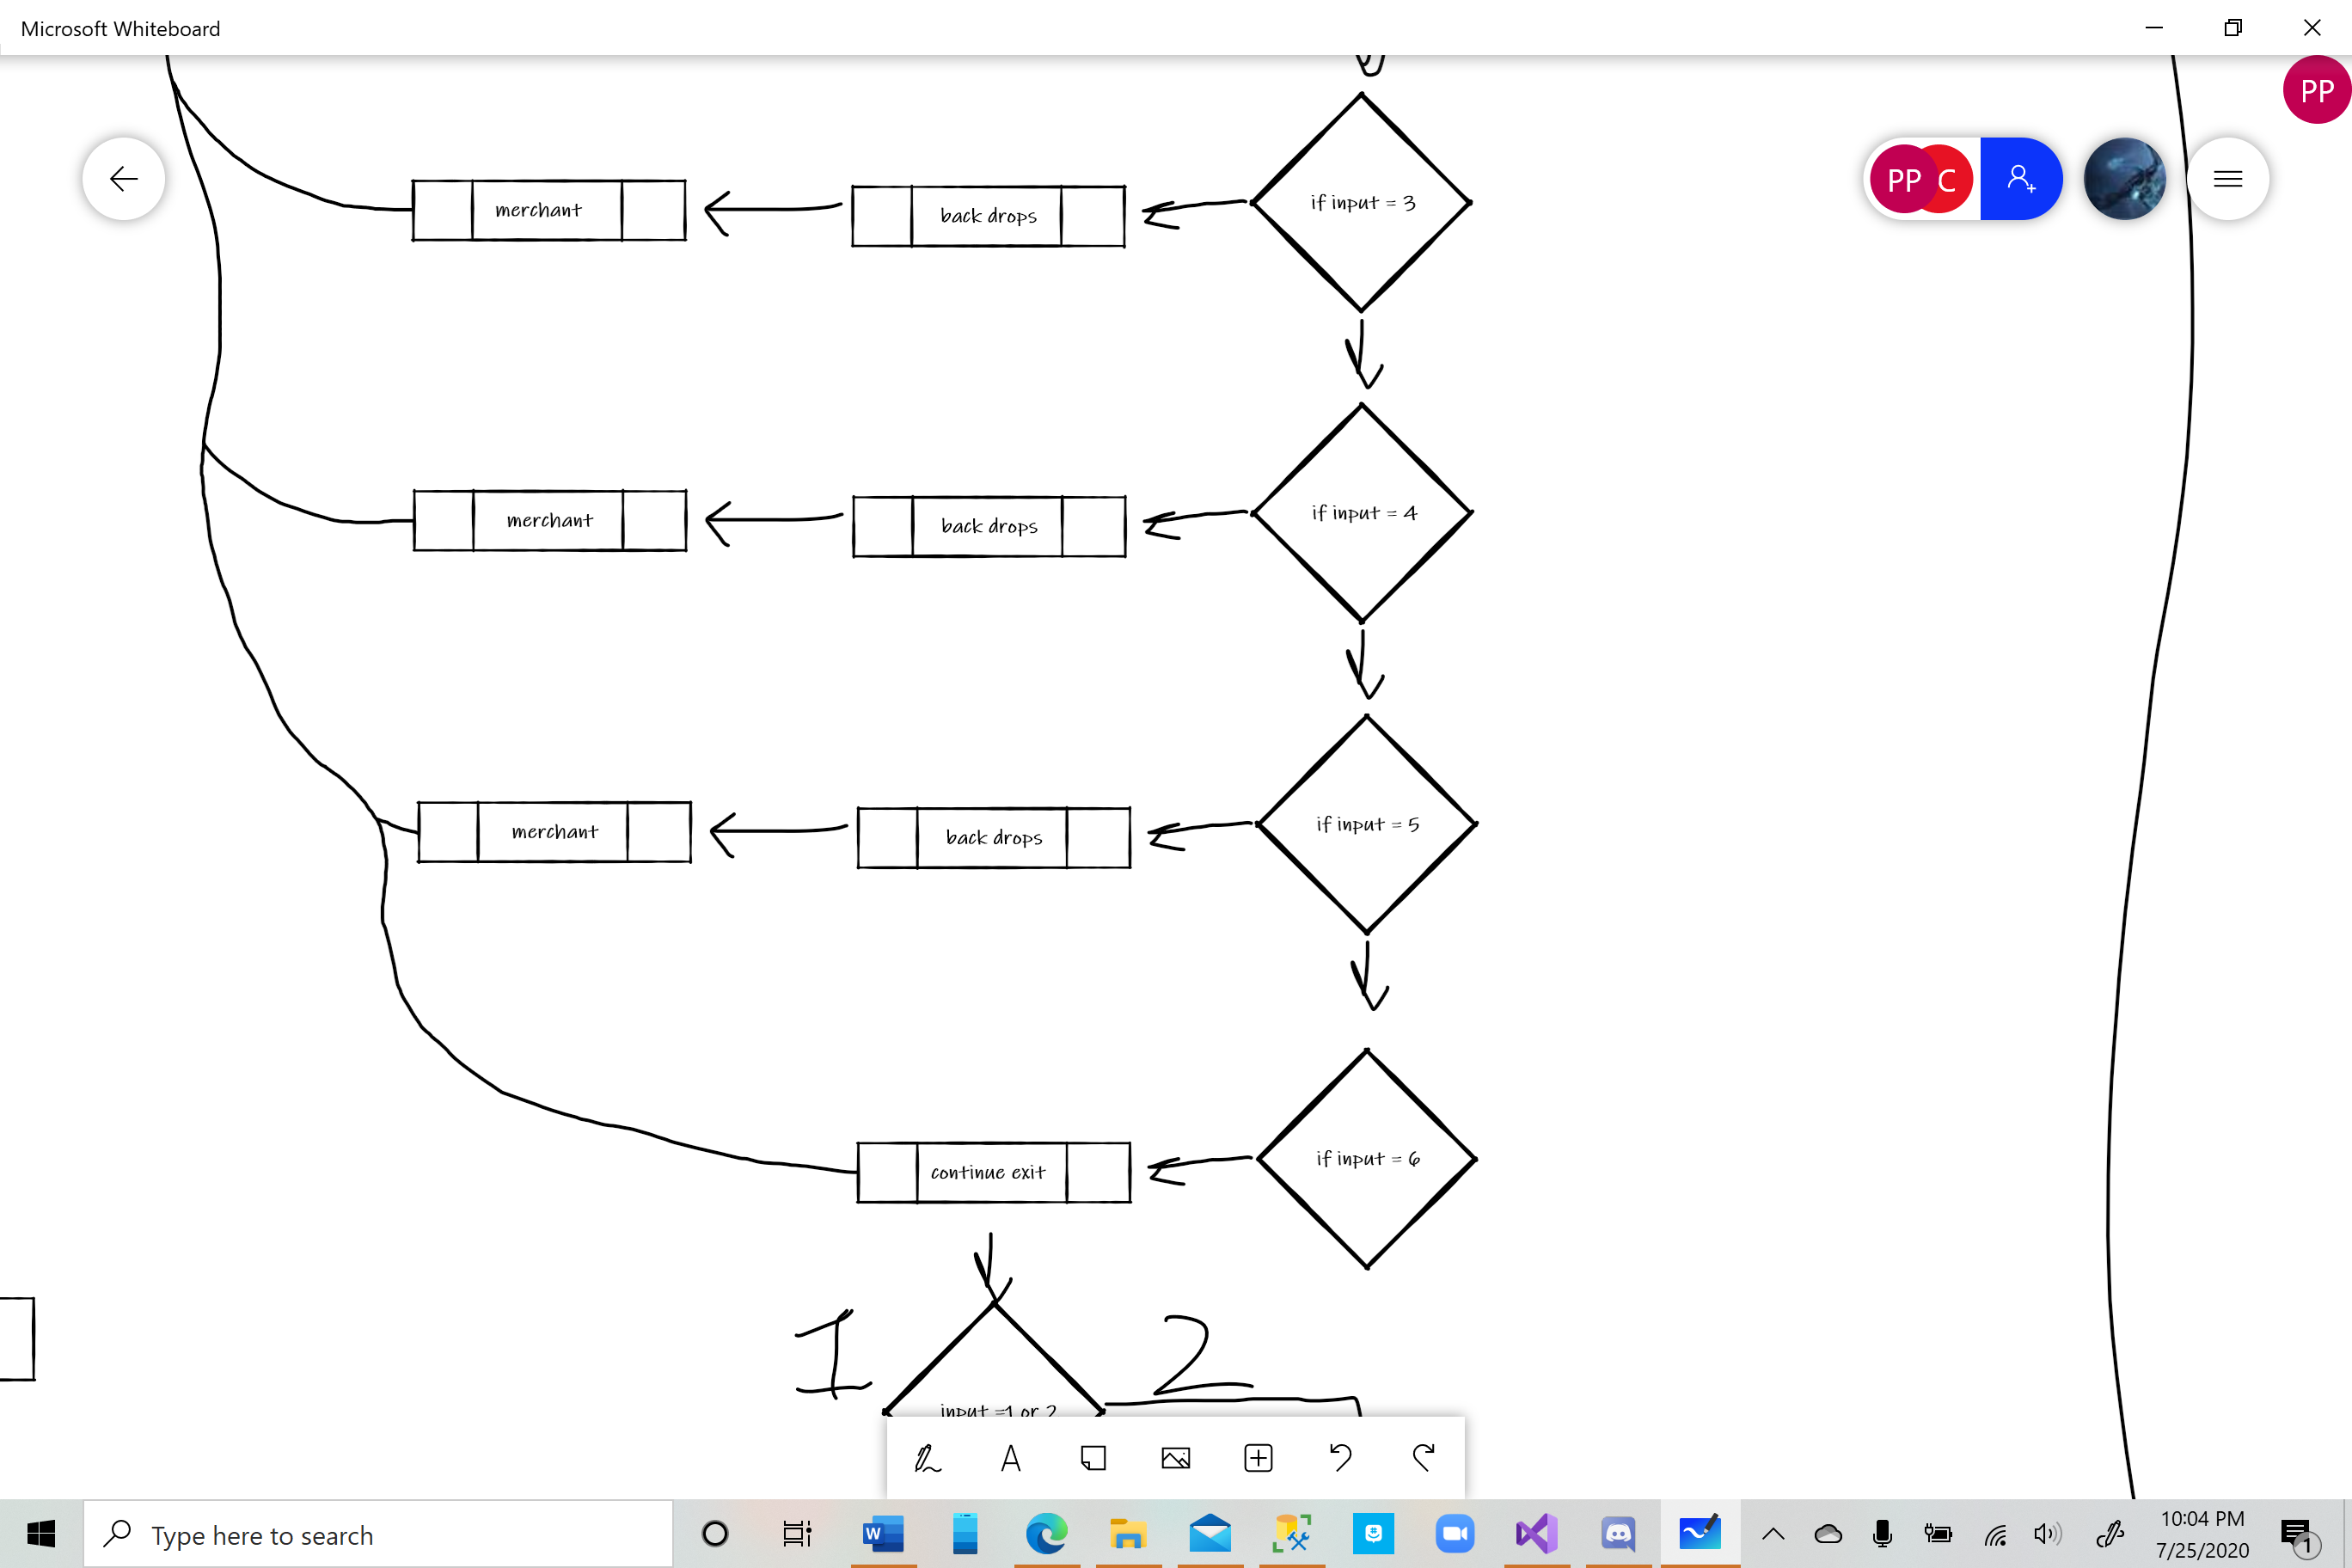 Microsoft Whiteboard
PP
PP C
if input = 3
back drops
merchant
if input = 4
back drops
merchant
if input = 5
back drops
merchant
if input = 6
continue exit
1
2
input =1 or 2
A
Type here to search
W
10:04 PM
7/25/2020
1